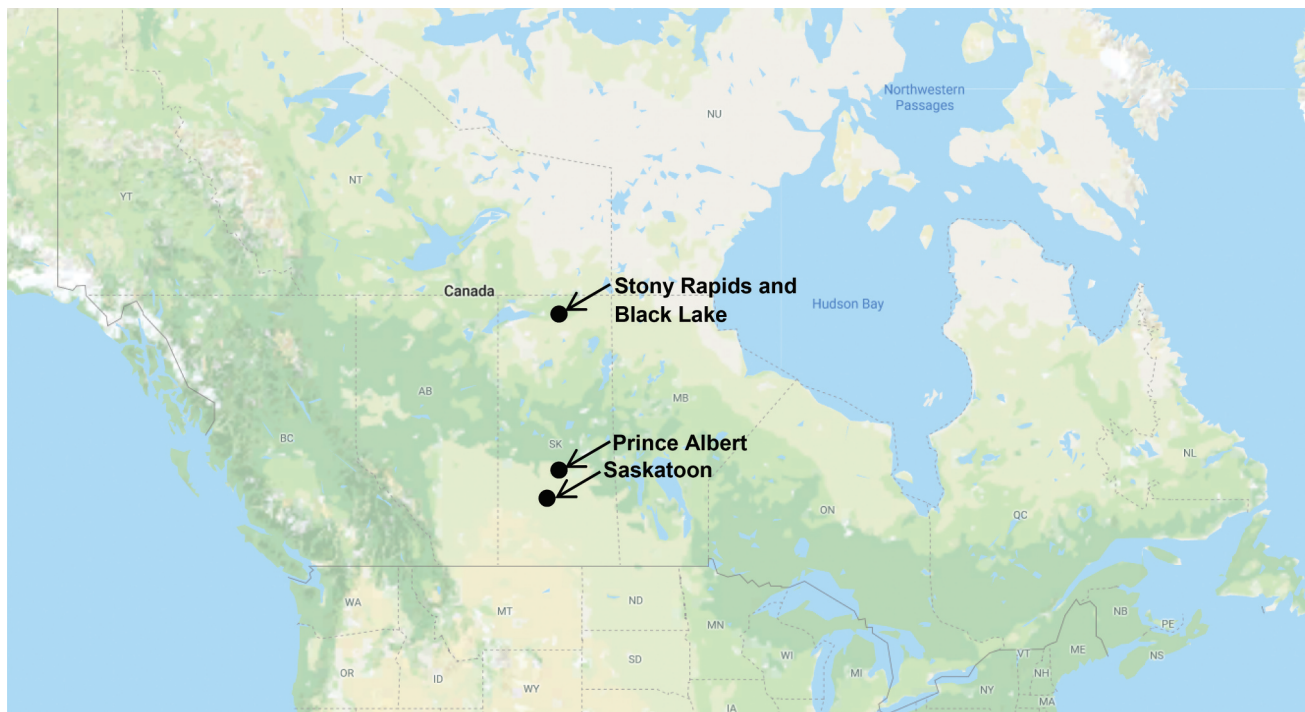 Northwestern
Passages
NU
NT
YT
Stony Rapids and
Canada
Black Lake
Hudson Bay
AB
MB
BC
SK
Prince Albert
NL
Saskatoon
ON
QC
WA
MT
ND
NB
PE
MN
VT
ME
NS
WI
SD
OR
ID
MI
NH
WY
NY
MA
IA